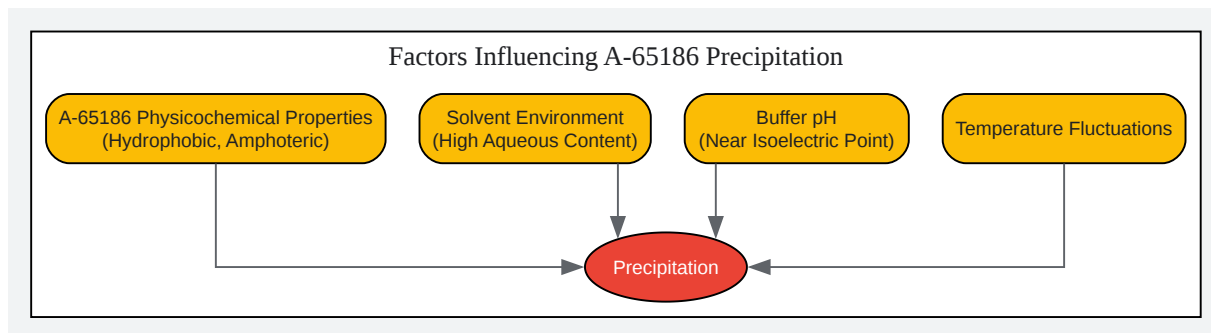 Factors Influencing A-65186 Precipitation
A-65186 Physicochemical Properties
(Hydrophobic, Amphoteric)
Solvent Environment
(High Aqueous Content)
Buffer pH
(Near Isoelectric Point)
Temperature Fluctuations
Precipitation